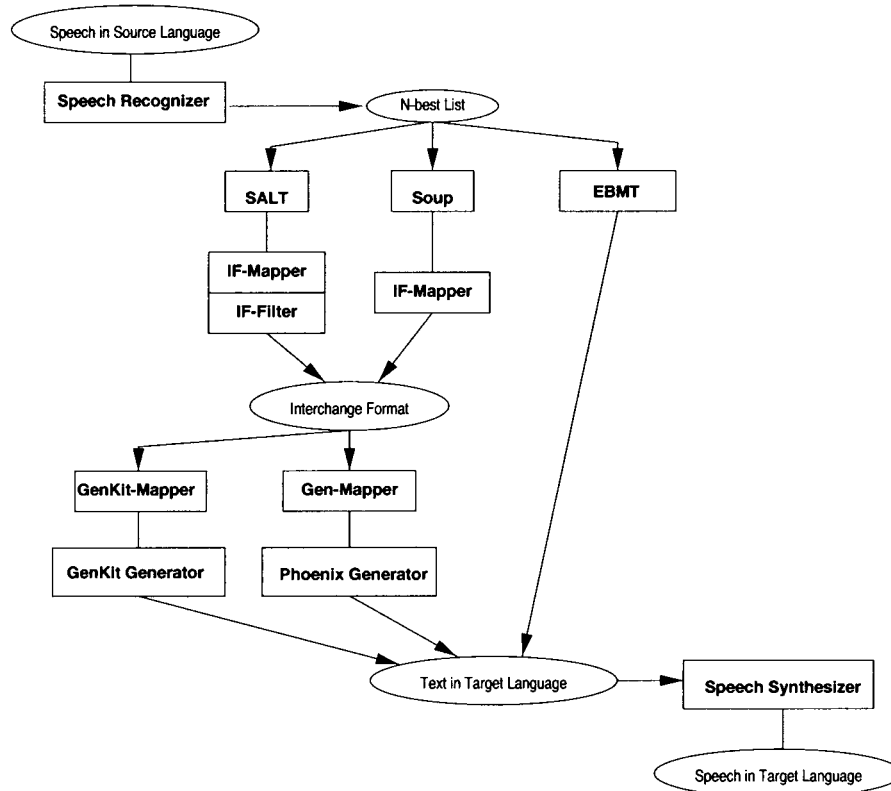 Speech in Source Language
Speech Recognizer
N-best List
SALT
Soup
EBMT
IF-Mapper
IF-Filter
IF-Mapper
Interchange Format
GenKit-Mapper
Gen-Mapper
GenKit Generator
Phoenix Generator
Text in Target Language
Speech Synthesizer
Speech in Target Language